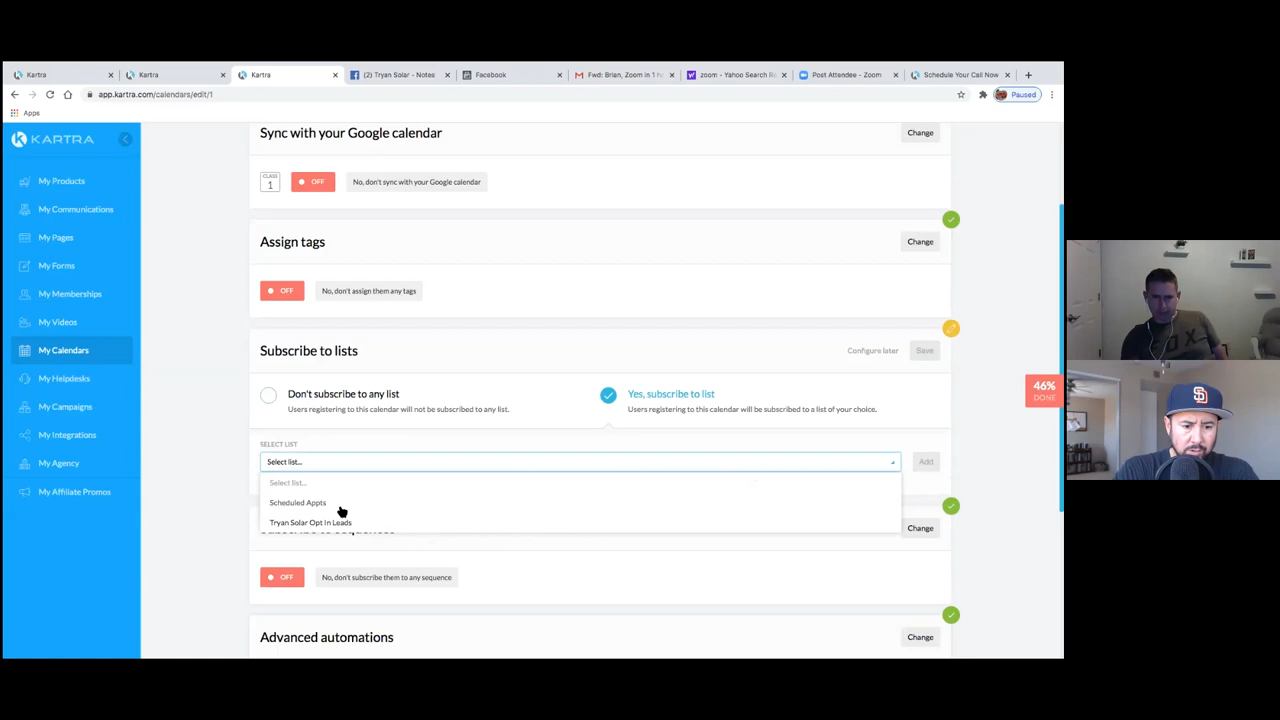 Kartra
Kartra
Kartra
(2) Tryan Solar - Notes
Facebook
Fwd: Brian, Zoom in 1 h
zoom - Yahoo Search R
Post Attendee - Zoom
Schedule Your Call Now
app.kartra.com/calendars/edit/1
Paused
Apps
KARTRA
My Products
My Communications
My Pages
My Forms
My Memberships
My Videos
My Calendars
My Helpdesks
My Campaigns
My Integrations
My Agency
My Affiliate Promos
Sync with your Google calendar
Change
CLASS
1
OFF
No, don't sync with your Google calendar
Assign tags
Change
OFF
No, don't assign them any tags
Subscribe to lists
Configure later
Save
Don't subscribe to any list
Users registering to this calendar will not be subscribed to any list.
Yes, subscribe to list
Users registering to this calendar will be subscribed to a list of your choice.
SELECT LIST
Select list...
Add
Select list...
Scheduled Appts
Tryan Solar Opt In Leads
Change
OFF
No, don't subscribe them to any sequence
Advanced automations
Change
46%
DONE
SD